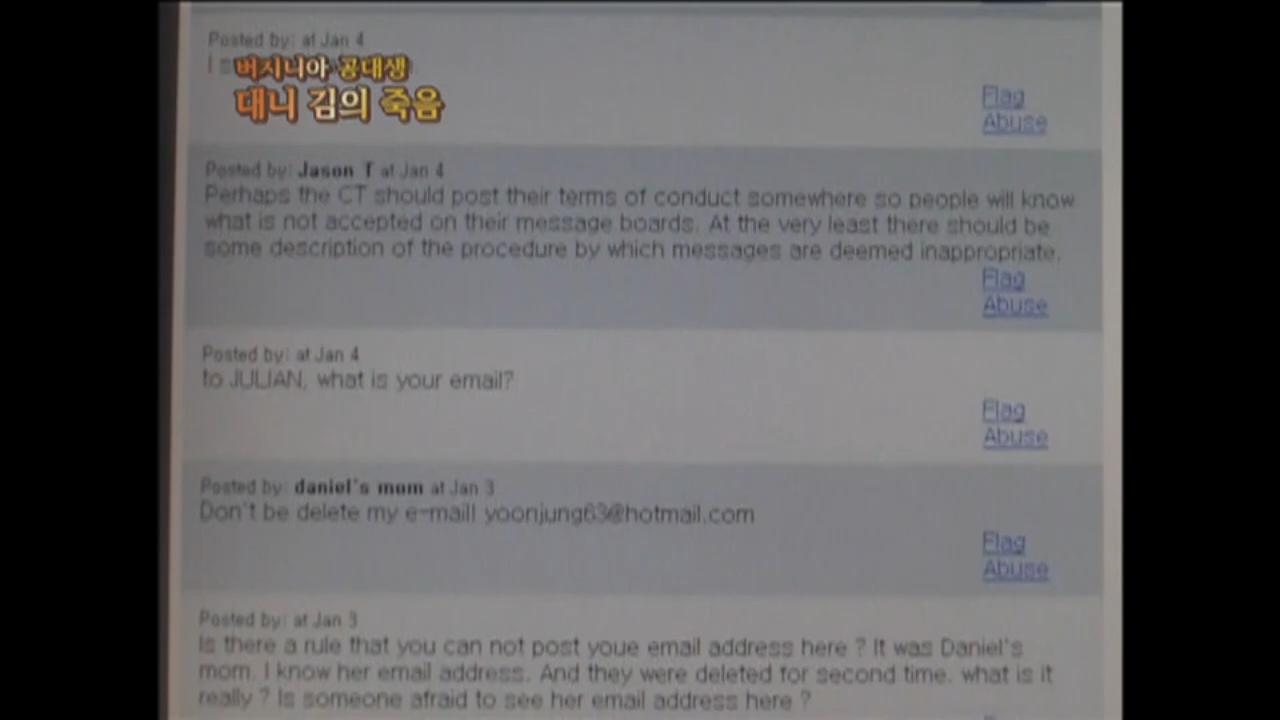 Posted by: at Jan 4
버지니아 공대생
대니 김의 죽음
Flag
Abuse
Posted by: Jason T at Jan 4
Perhaps the CT should post their terms of conduct somewhere so people will know
what is not accepted on their message boards. At the very least there should be
some description of the procedure by which messages are deemed inappropriate.
Flag
Abuse
Posted by: at Jan 4
to JULIAN, what is your email?
Flag
Abuse
Posted by: daniel's mom at Jan 3
Don't be delete my e-mail! yoonjung63@hotmail.com
Flag
Abuse
Posted by: at Jan 3
Is there a rule that you can not post youe email address here ? It was Daniel's
mom. I know her email address. And they were deleted for second time. what is it
really ? Is someone afraid to see her email address here ?